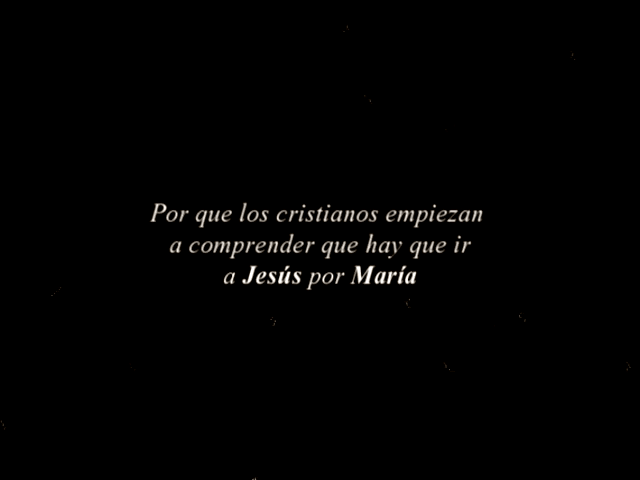 Por que los cristianos empiezan
a comprender que hay que ir
a Jesús por María